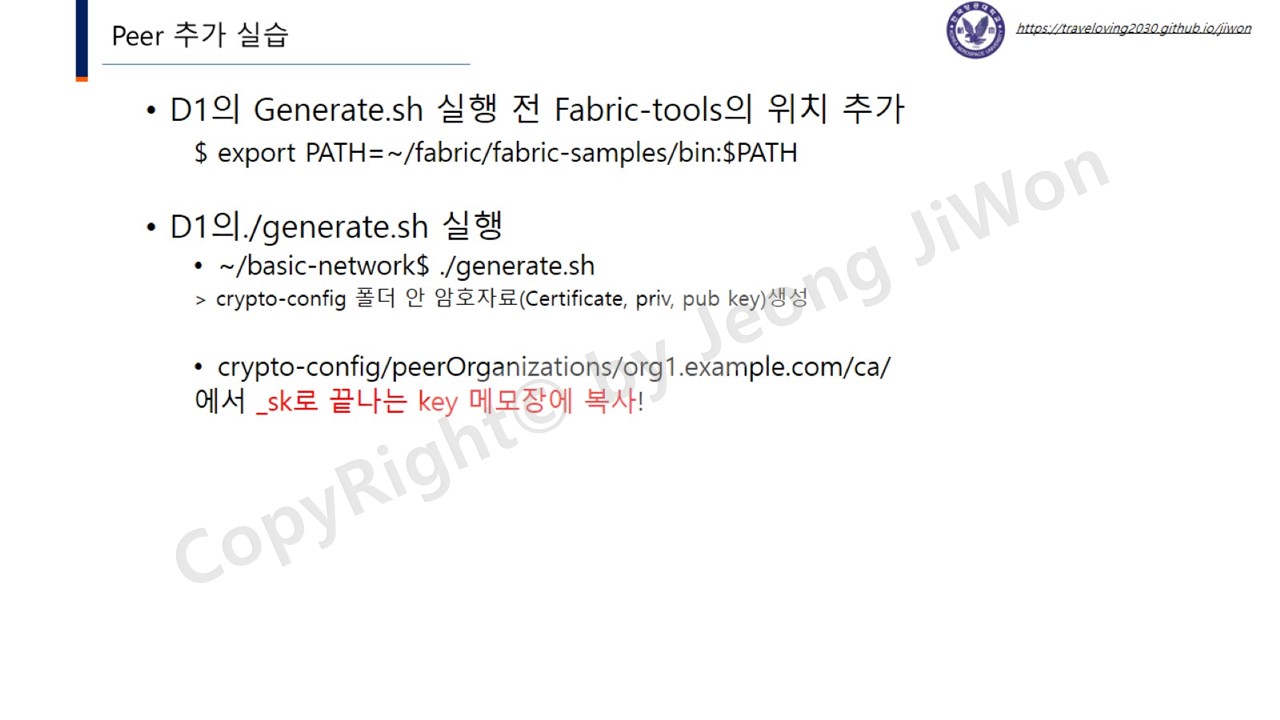 Peer 추가 실습
https://traveloving2030.github.io/jiwon
• D1의 Generate.sh 실행 전 Fabric-tools의 위치 추가
$ export PATH=~/fabric/fabric-samples/bin:$PATH
• D1의./generate.sh 실행
• ~/basic-network$ ./generate.sh
> crypto-config 폴더 안 암호자료(Certificate, priv, pub key)생성
• crypto-config/peerOrganizations/org1.example.com/ca/
에서 _sk로 끝나는 key 메모장에 복사!
CopyRight© by Jeong JiWon